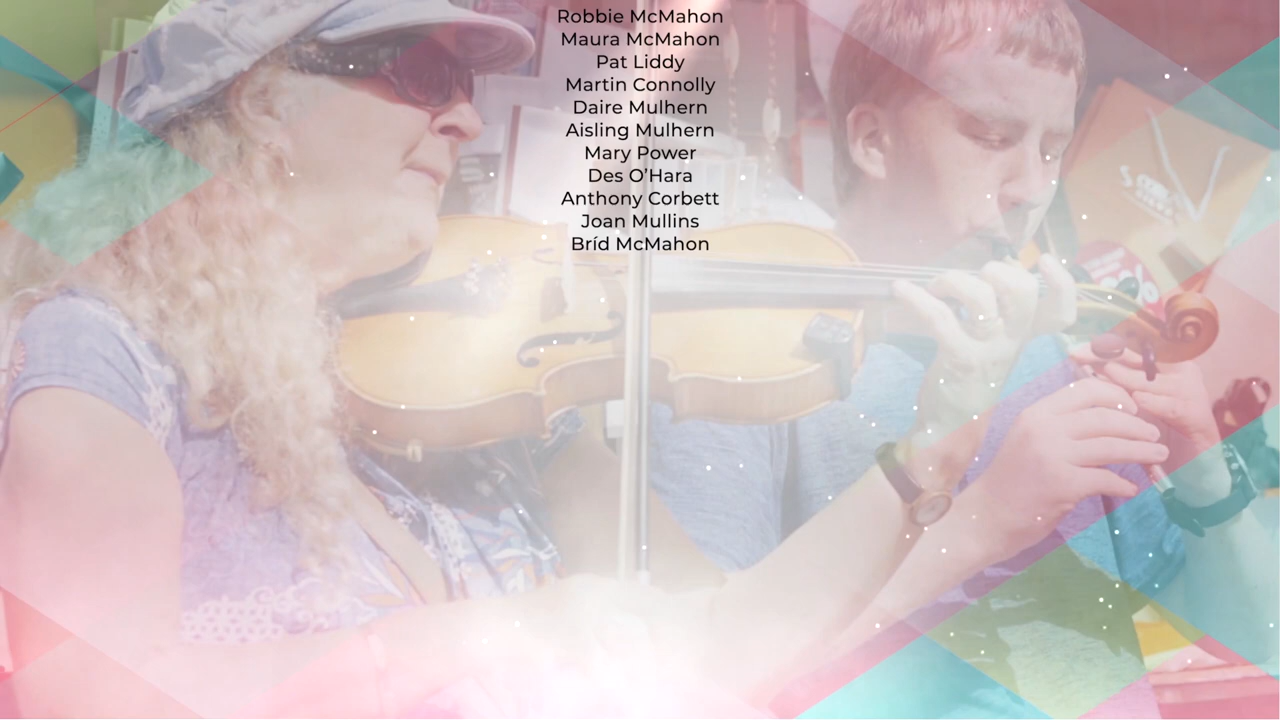 Robbie McMahon
Maura McMahon
Pat Liddy
Martin Connolly
Daire Mulhern
Aisling Mulhern
Mary Power
Des O’Hara
Anthony Corbett
Joan Mullins
Bríd McMahon